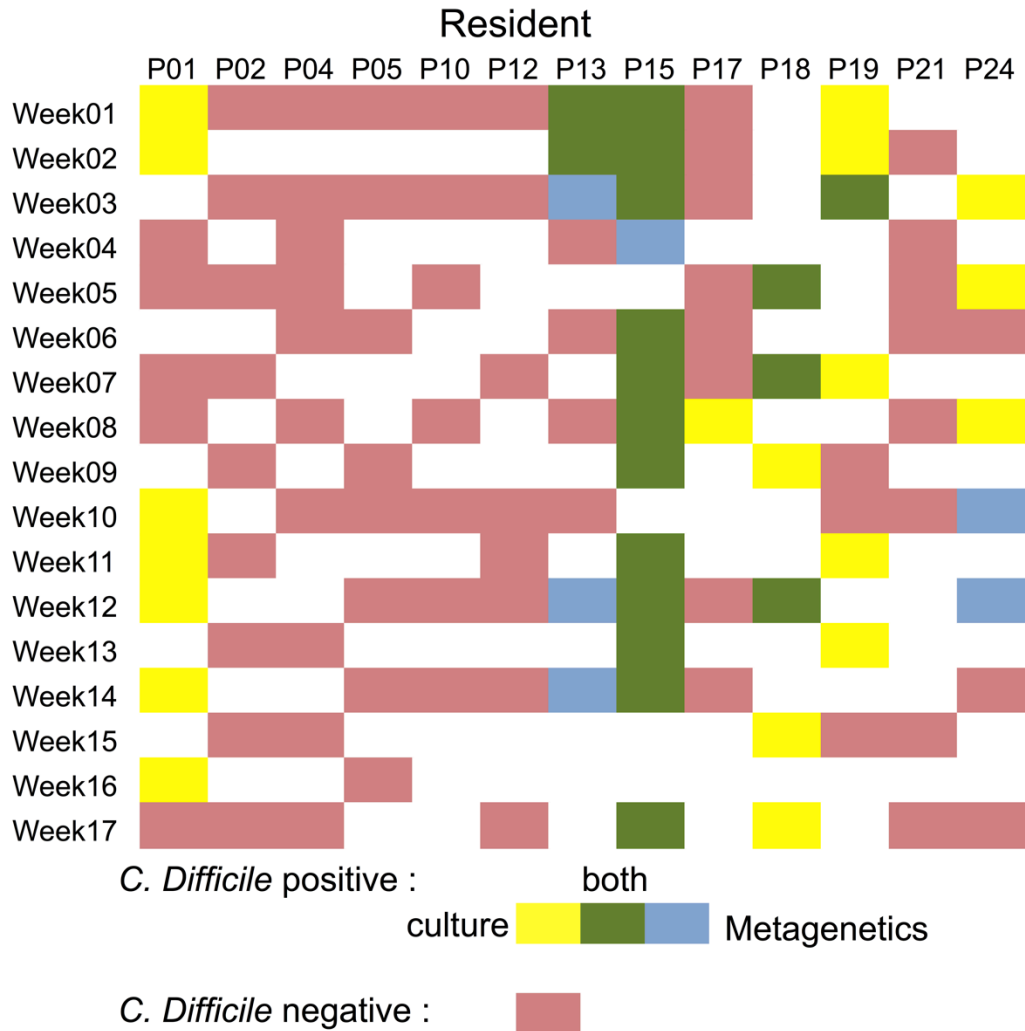 Resident
P01 P02 P04 P05 P10 P12 P13 P15 P17 P18 P19 P21 P24
Week01
Week02
Week03
Week04
Week05
Week06
Week07
Week08
Week09
Week10
Week11
Week12
Week13
Week14
Week15
Week16
Week17
C. Difficile positive : both
culture Metagenetics
C. Difficile negative :